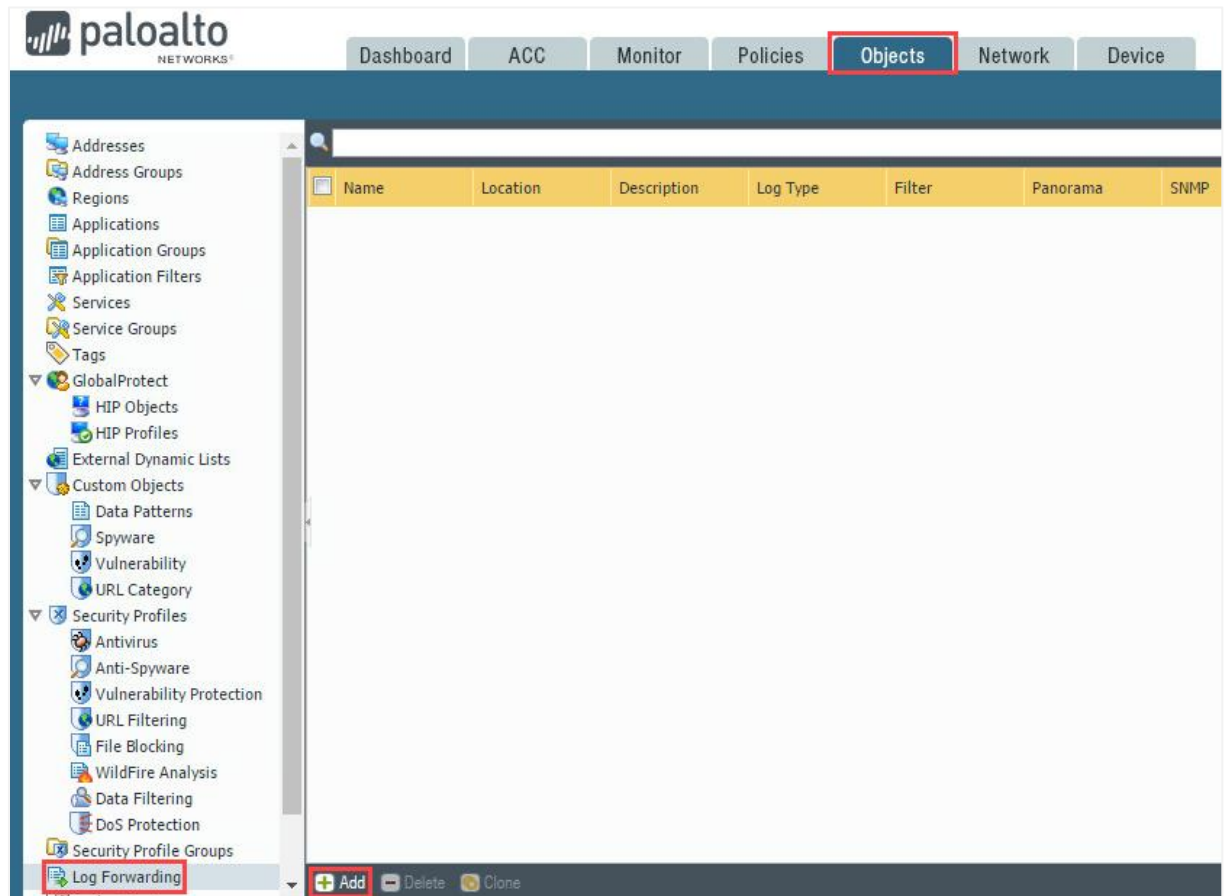 paloalto
NETWORKS®
Dashboard ACC Monitor Policies Objects Network Device
Addresses
Address Groups
Regions
Applications
Application Groups
Application Filters
Services
Service Groups
Tags
GlobalProtect
HIP Objects
HIP Profiles
External Dynamic Lists
Custom Objects
Data Patterns
Spyware
Vulnerability
URL Category
Security Profiles
Antivirus
Anti-Spyware
Vulnerability Protection
URL Filtering
File Blocking
WildFire Analysis
Data Filtering
DoS Protection
Security Profile Groups
Log Forwarding
Name Location Description Log Type Filter Panorama SNMP
Add Delete Clone